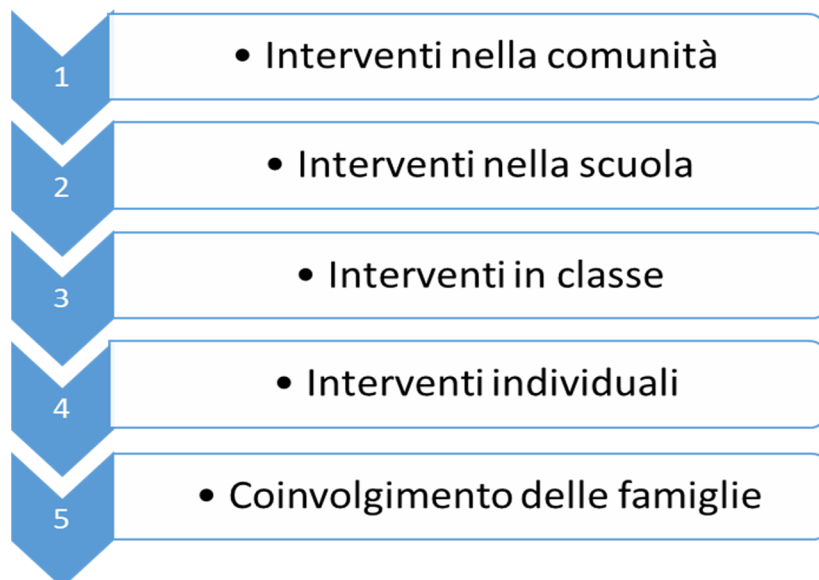 1
• Interventi nella comunità
2
• Interventi nella scuola
3
• Interventi in classe
4
• Interventi individuali
5
• Coinvolgimento delle famiglie